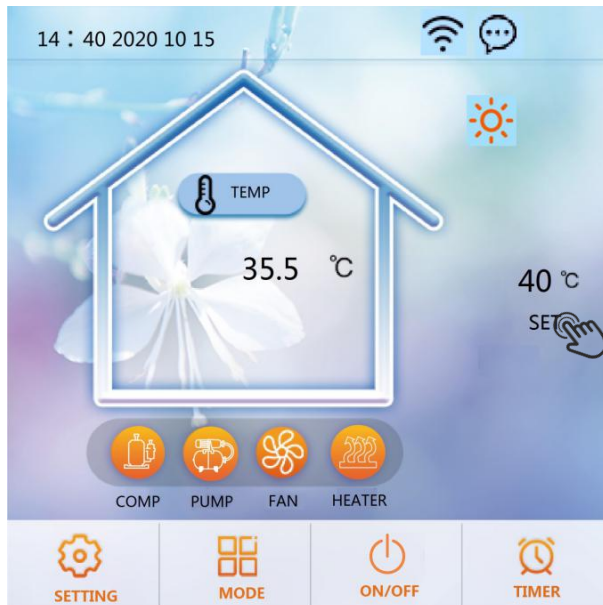 14：40 2020 10 15
TEMP
35.5 ℃
40 ℃
SET
COMP PUMP FAN HEATER
SETTING MODE ON/OFF TIMER